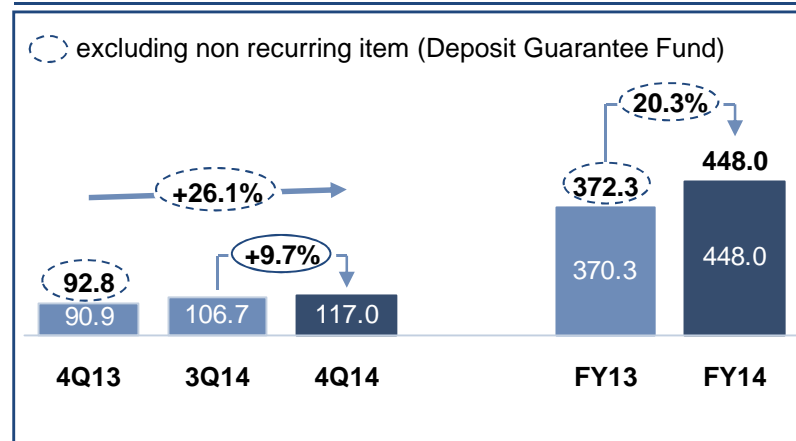 excluding non recurring item (Deposit Guarantee Fund)
20.3%
448.0
372.3
+26.1%
+9.7%
92.8
370.3
448.0
90.9
106.7
117.0
4Q13
3Q14
4Q14
FY13
FY14